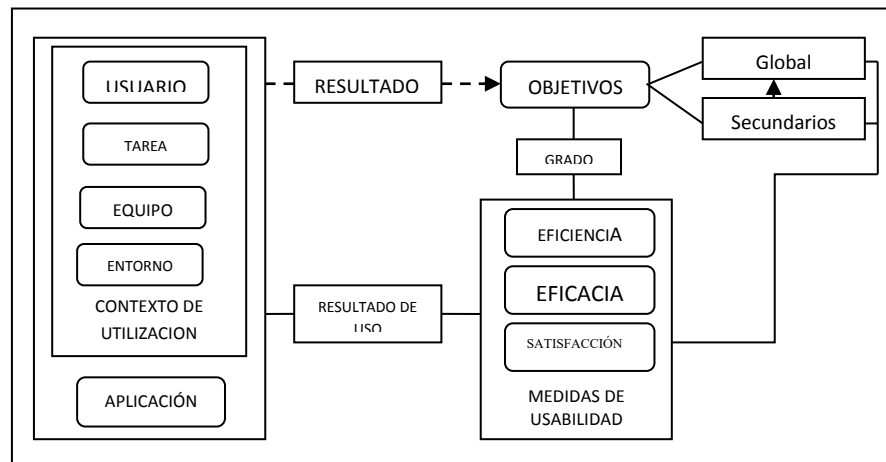 USUARIO
TAREA
EQUIPO
ENTORNO
CONTEXTO DE
UTILIZACION
APLICACIÓN
RESULTADO
RESULTADO DE
USO
OBJETIVOS
GRADO
EFICIENCIA
EFICACIA
SATISFACCIÓN
MEDIDAS DE
USABILIDAD
Global
Secundarios